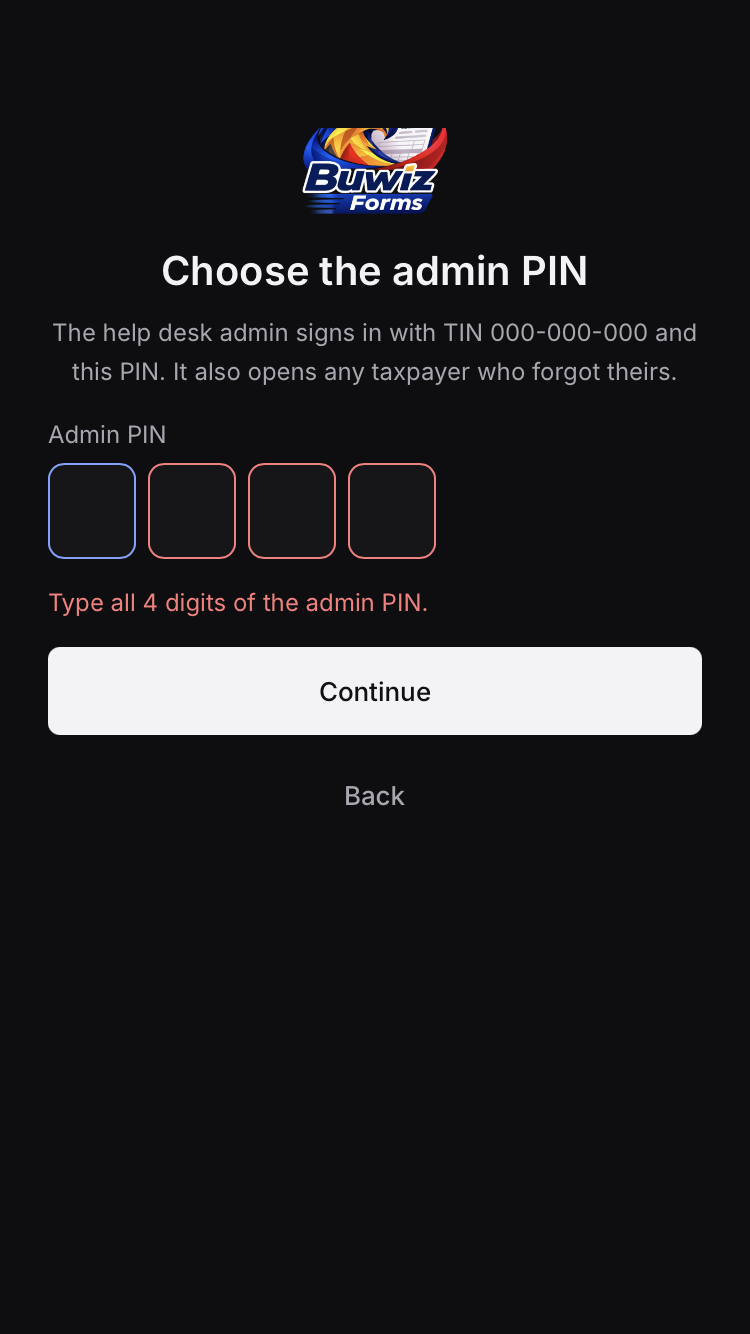 Buwiz
Forms
Choose the admin PIN
The help desk admin signs in with TIN 000-000-000 and
this PIN. It also opens any taxpayer who forgot theirs.
Admin PIN
Type all 4 digits of the admin PIN.
Continue
Back